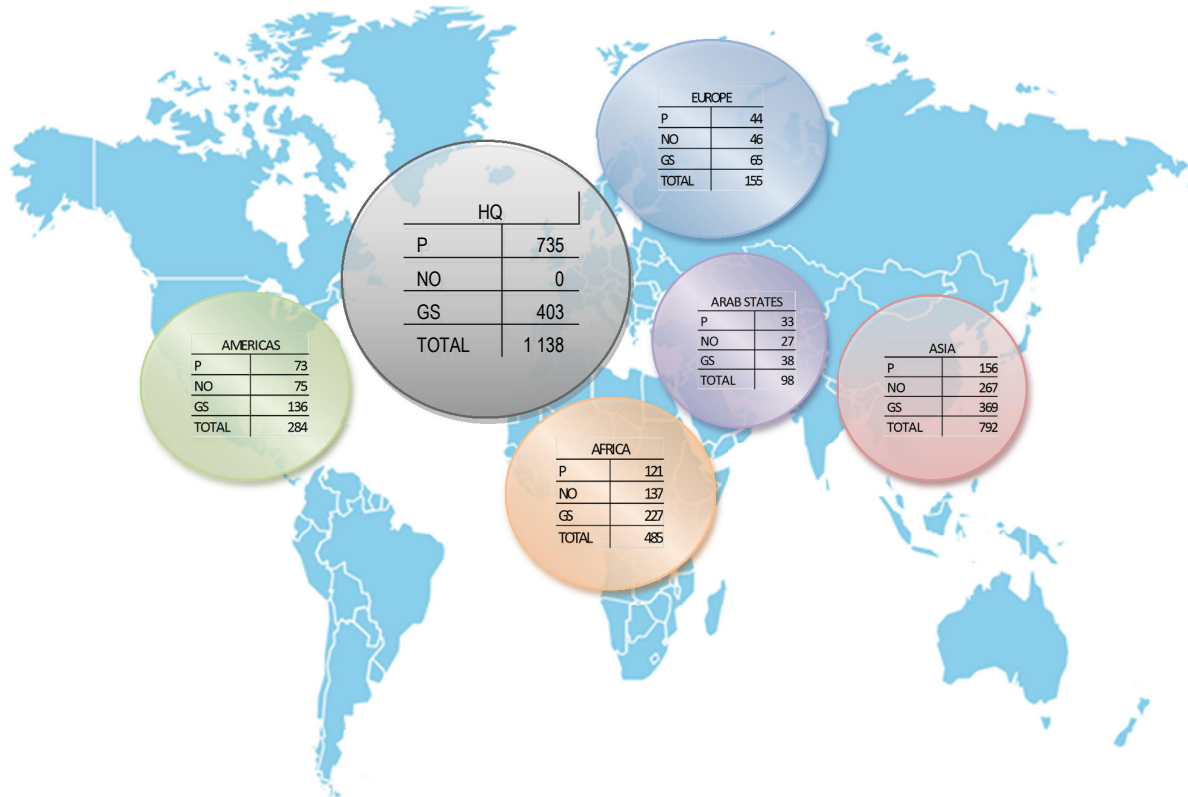 EUROPE
P 44
NO 46
GS 65
TOTAL 155
HQ
P 735
NO 0
GS 403
TOTAL 1 138
ARAB STATES
P 33
NO 27
GS 38
TOTAL 98
AMERICAS
P 73
NO 75
GS 136
TOTAL 284
ASIA
P 156
NO 267
GS 369
TOTAL 792
AFRICA
P 121
NO 137
GS 227
TOTAL 485